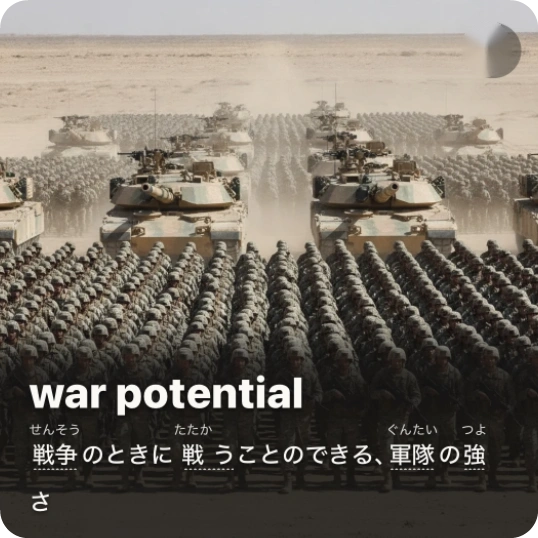 war potential
せんそう たたか ぐんたい つよ
戦争のときに 戦 うことのできる、軍隊の強
さ